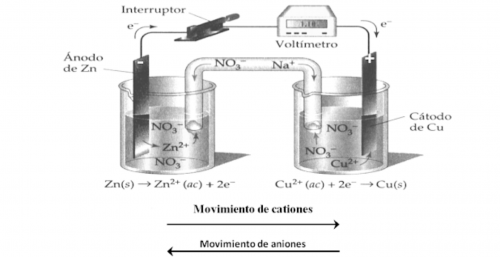 Interruptor
e⁻
e⁻
Voltímetro
Ánodo
de Zn
-
+
NO₃⁻
Na⁺
Cátodo
de Cu
NO₃⁻
Zn²⁺
NO₃⁻
NO₃⁻
NO₃⁻
Cu²⁺
Zn(s) → Zn²⁺ (ac) + 2e⁻
Cu²⁺ (ac) + 2e⁻ → Cu(s)
Movimiento de cationes
Movimiento de aniones